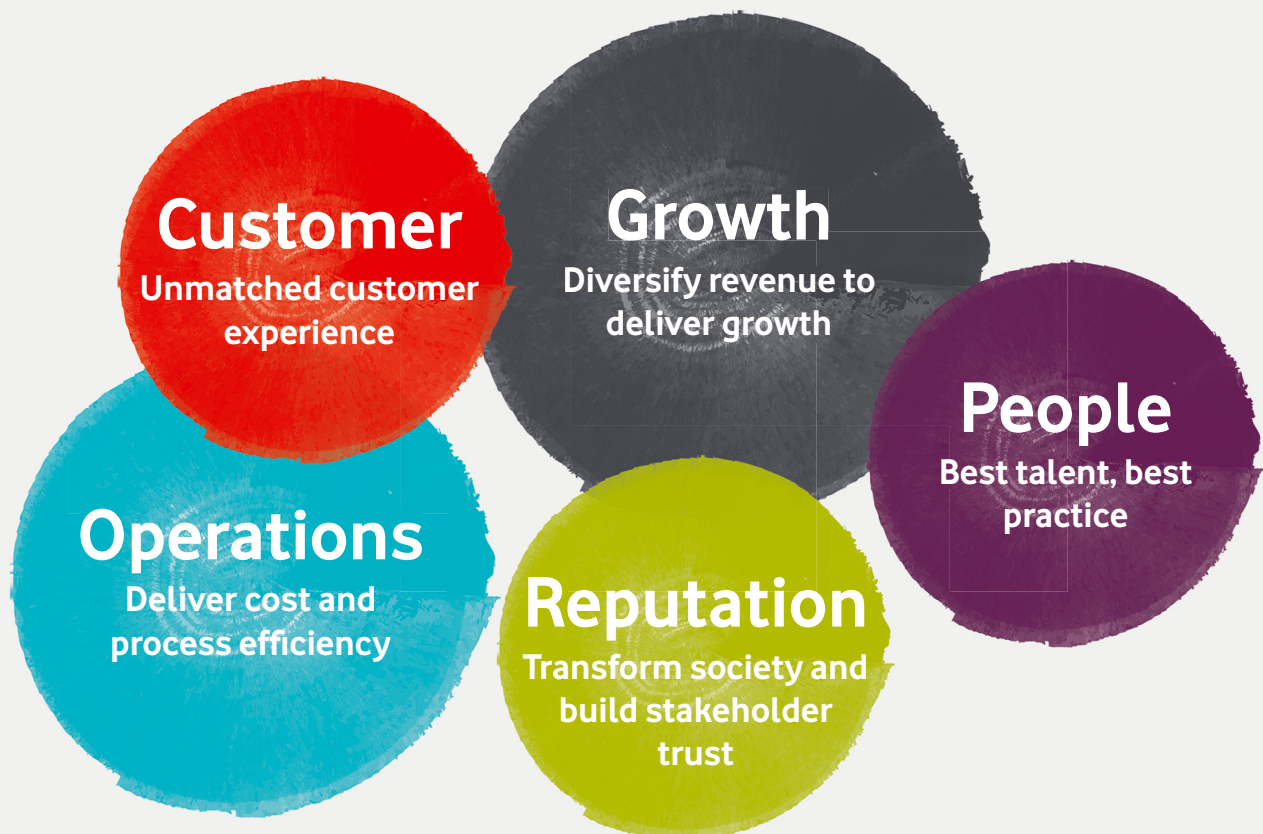 Customer
Unmatched customer
experience
Growth
Diversify revenue to
deliver growth
People
Best talent, best
practice
Operations
Deliver cost and
process efficiency
Reputation
Transform society and
build stakeholder
trust